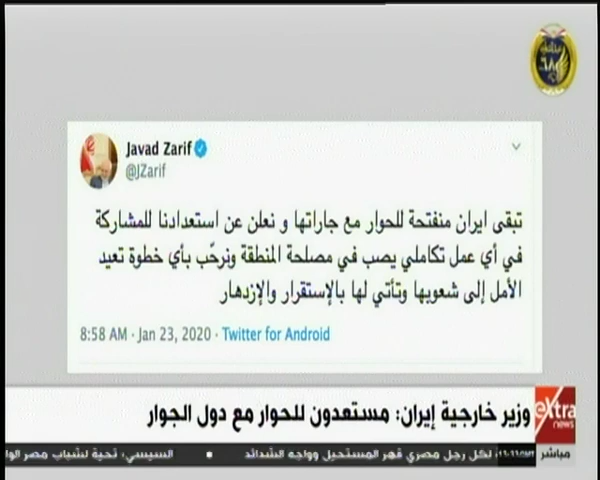 Javad Zarif
@JZarif
تبقى ايران منفتحة للحوار مع جاراتها و نعلن عن استعدادنا للمشاركة
في أي عمل تكاملي يصب في مصلحة المنطقة ونرحّب بأي خطوة تعيد
الأمل إلى شعوبها وتأتي لها بالإستقرار والإزدهار
8:58 AM · Jan 23, 2020 · Twitter for Android
وزير خارجية إيران: مستعدون للحوار مع دول الجوار
eXtra
news
مباشر
لكل رجل مصري قهر المستحيل وواجه الشدائد
السيسي: تحية لشباب مصر